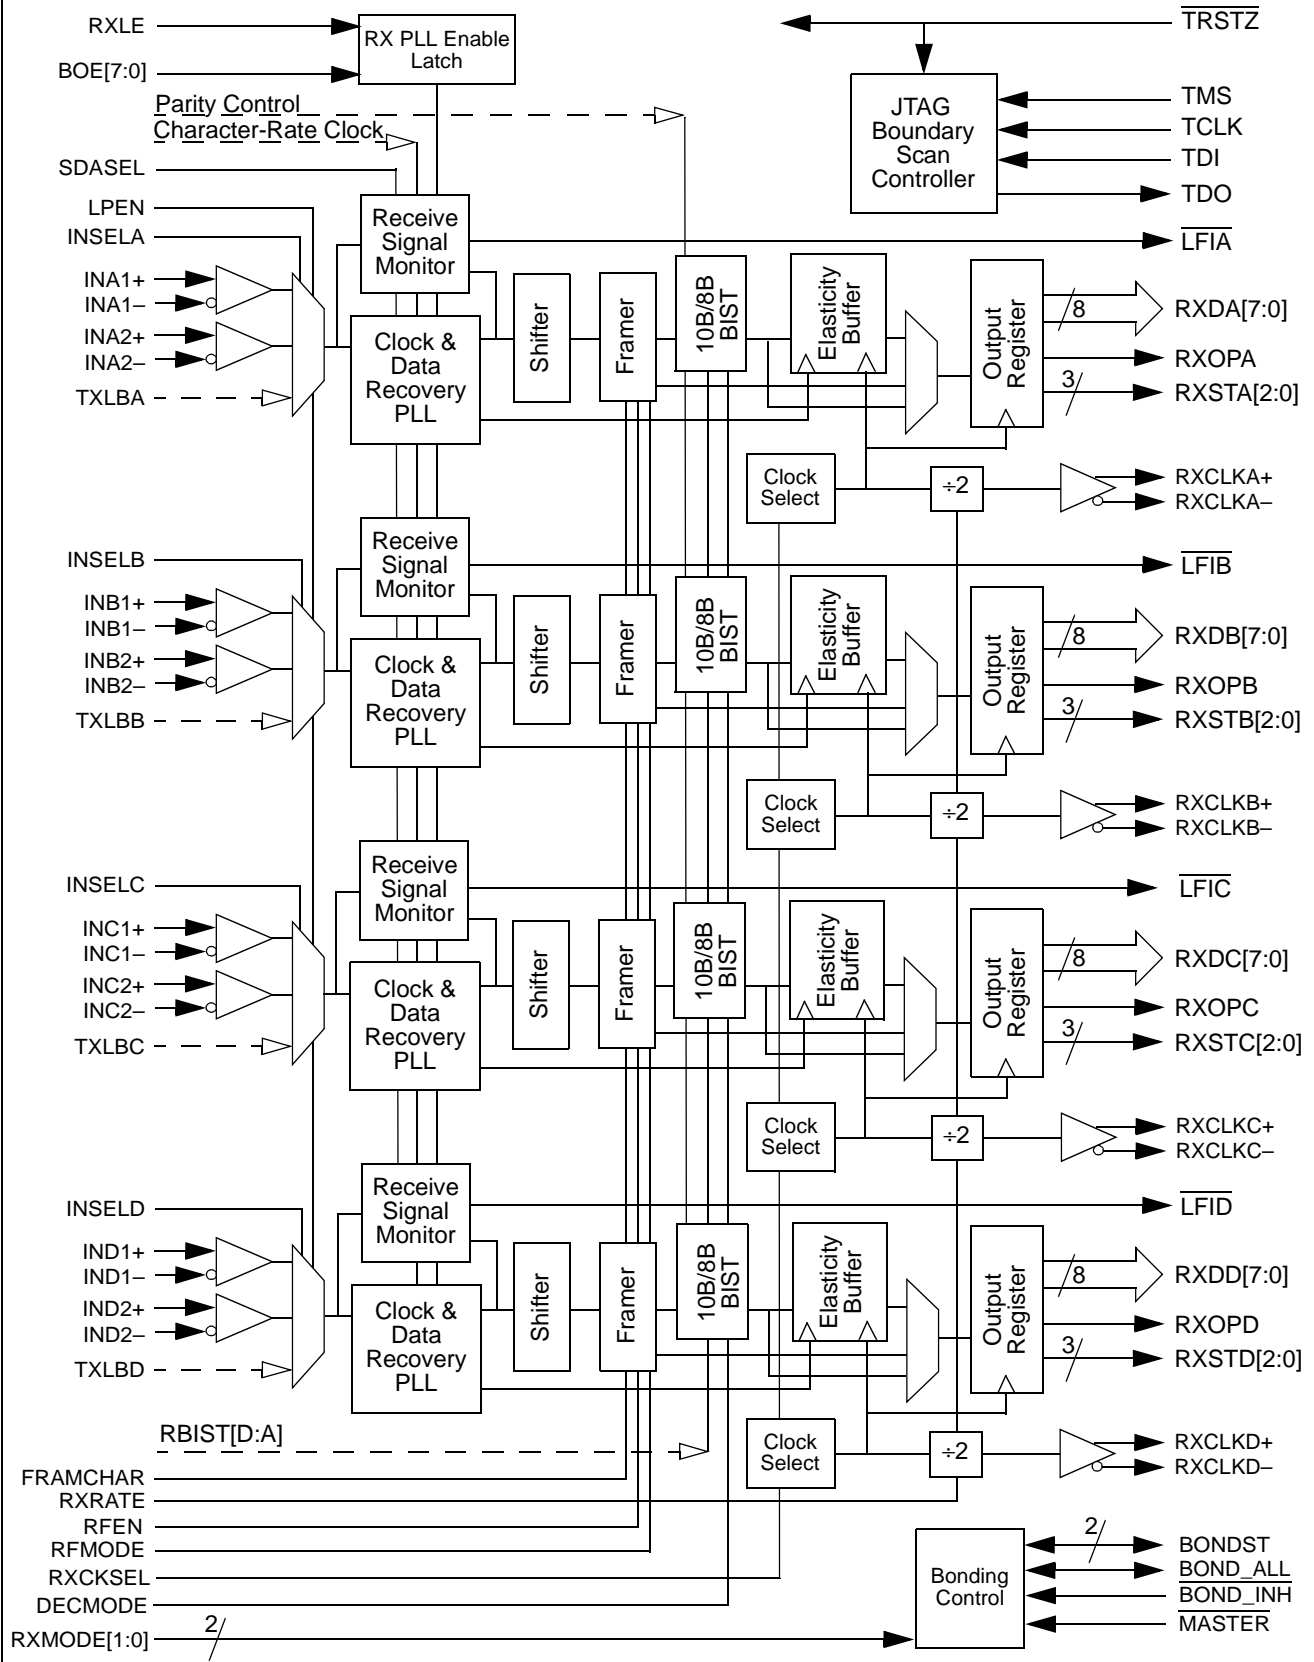 RXLE
BOE[7:0]
RX PLL Enable
Latch
TRSTZ
JTAG
Boundary
Scan
Controller
TMS
TCLK
TDI
TDO
Parity Control
Character-Rate Clock
SDASEL
LPEN
INSELA
INA1+
INA1–
INA2+
INA2–
TXLBA
Receive
Signal
Monitor
Clock &
Data
Recovery
PLL
Shifter
Framer
10B/8B
BIST
Elasticity
Buffer
Output
Register
LFIA
8
RXDA[7:0]
RXOPA
3
RXSTA[2:0]
Clock
Select
÷2
RXCLKA+
RXCLKA–
INSELB
INB1+
INB1–
INB2+
INB2–
TXLBB
Receive
Signal
Monitor
Clock &
Data
Recovery
PLL
Shifter
Framer
10B/8B
BIST
Elasticity
Buffer
Output
Register
LFIB
8
RXDB[7:0]
RXOPB
3
RXSTB[2:0]
Clock
Select
÷2
RXCLKB+
RXCLKB–
INSELC
INC1+
INC1–
INC2+
INC2–
TXLBC
Receive
Signal
Monitor
Clock &
Data
Recovery
PLL
Shifter
Framer
10B/8B
BIST
Elasticity
Buffer
Output
Register
LFIC
8
RXDC[7:0]
RXOPC
3
RXSTC[2:0]
Clock
Select
÷2
RXCLKC+
RXCLKC–
INSELD
IND1+
IND1–
IND2+
IND2–
TXLBD
Receive
Signal
Monitor
Clock &
Data
Recovery
PLL
Shifter
Framer
10B/8B
BIST
Elasticity
Buffer
Output
Register
LFID
8
RXDD[7:0]
RXOPD
3
RXSTD[2:0]
Clock
Select
÷2
RXCLKD+
RXCLKD–
RBIST[D:A]
FRAMCHAR
RXRATE
RFEN
RFMODE
RXCKSEL
DECMODE
RXMODE[1:0]
2
Bonding
Control
2
BONDST
BOND_ALL
BOND_INH
MASTER